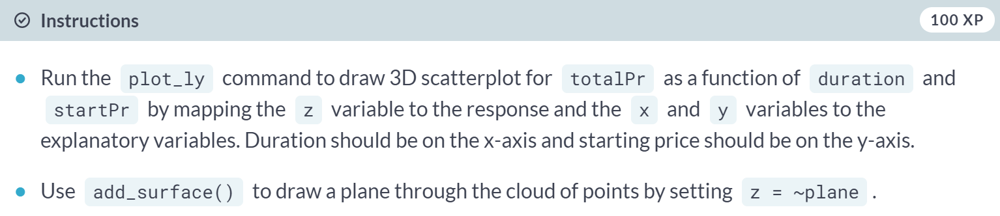 Instructions 100 XP
Run the plot_ly command to draw 3D scatterplot for totalPr as a function of duration and
startPr by mapping the z variable to the response and the x and y variables to the
explanatory variables. Duration should be on the x-axis and starting price should be on the y-axis.
Use add_surface() to draw a plane through the cloud of points by setting z = ~plane .